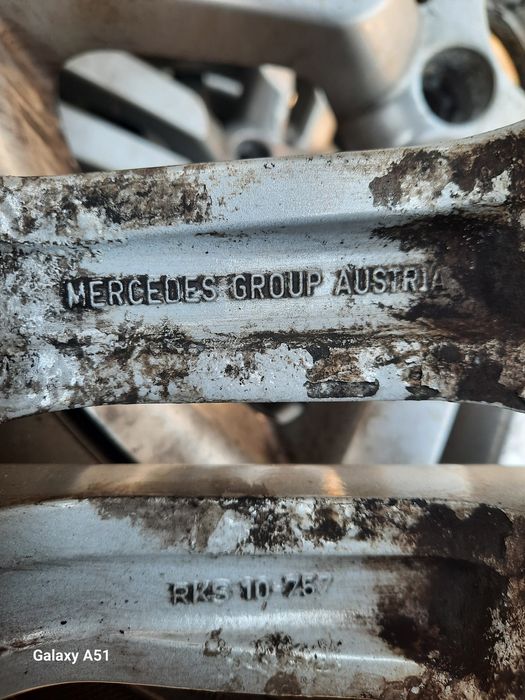 MERCEDES GROUP AUSTRIA
RKS 10-757
Galaxy A51